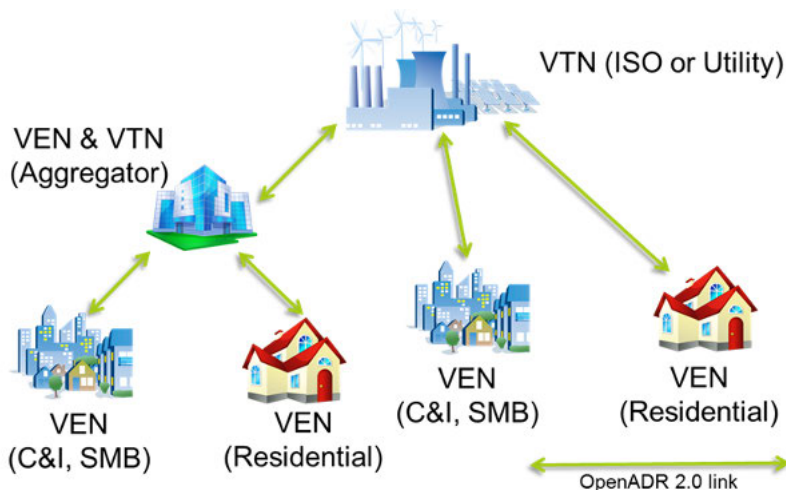 VTN (ISO or Utility)
VEN & VTN
(Aggregator)
VEN
(C&I, SMB)
VEN
(Residential)
VEN
(C&I, SMB)
VEN
(Residential)
OpenADR 2.0 link